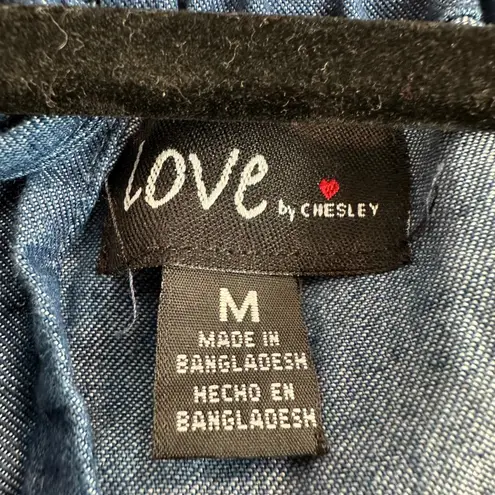 love
by CHESLEY
M
MADE IN
BANGLADESH
HECHO EN
BANGLADESH